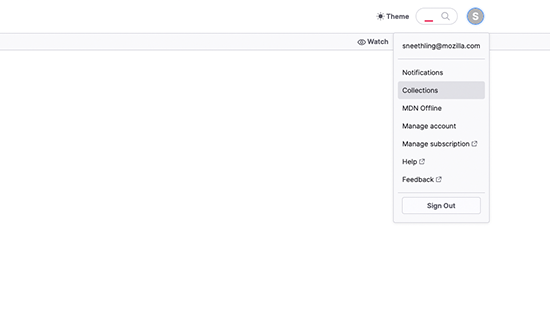 Theme
S
Watch
sneethling@mozilla.com
Notifications
Collections
MDN Offline
Manage account
Manage subscription
Help
Feedback
Sign Out